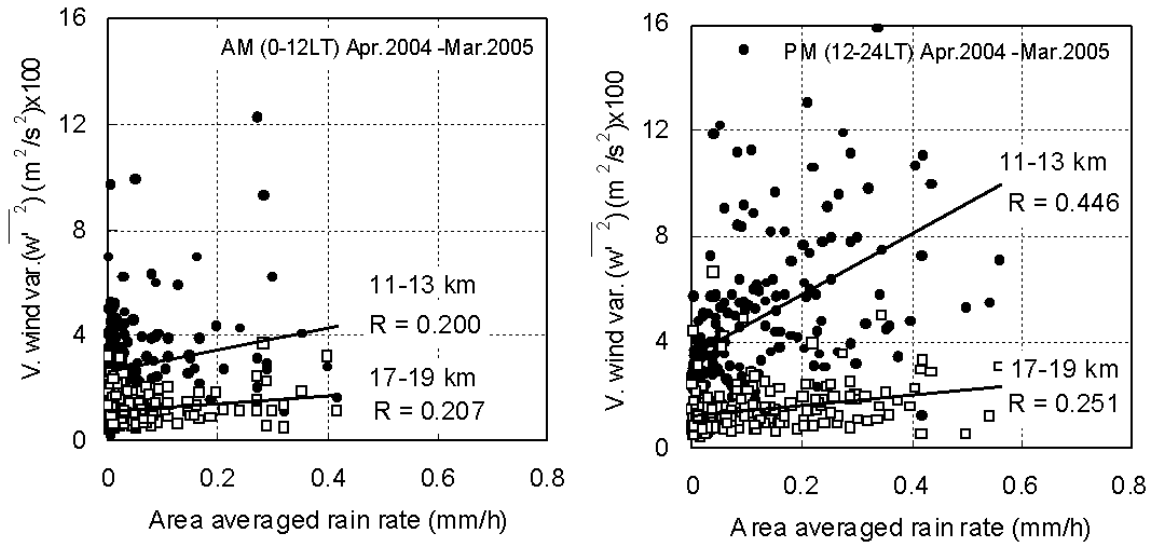 AM (0-12LT) Apr.2004 -Mar.2005
V. wind var.(w' 2) (m2/s2)x100
16
12
8
4
0
11-13 km
R = 0.200
17-19 km
R = 0.207
0 0.2 0.4 0.6 0.8
Area averaged rain rate (mm/h)
PM (12-24LT) Apr.2004 -Mar.2005
V. wind var. (w' 2) (m2/s2)x100
16
12
8
4
0
11-13 km
R = 0.446
17-19 km
R = 0.251
0 0.2 0.4 0.6 0.8
Area averaged rain rate (mm/h)